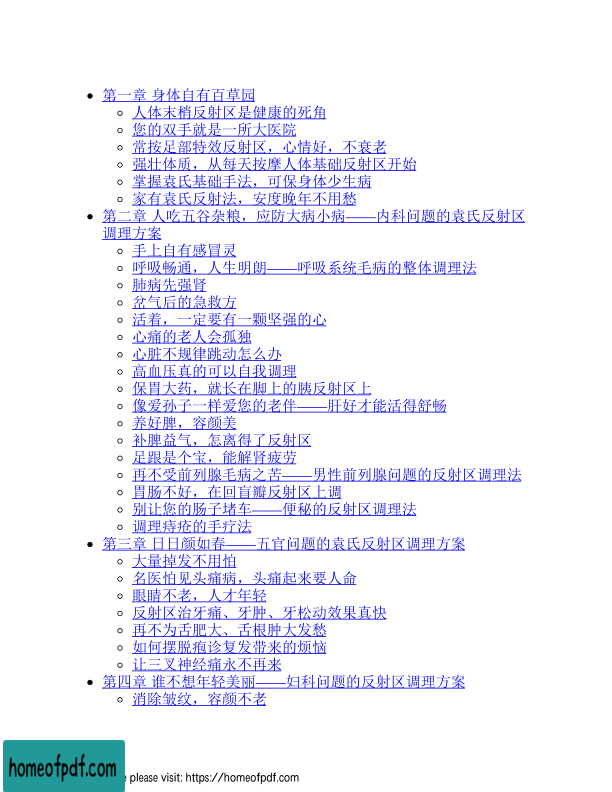 第一章 身体自有百草园
人体末梢反射区是健康的死角
您的双手就是一所大医院
常按足部特效反射区，心情好，不衰老
强壮体质，从每天按摩人体基础反射区开始
掌握袁氏基础手法，可保身体少生病
家有袁氏反射法，安度晚年不用愁
第二章 人吃五谷杂粮，应防大病小病——内科问题的袁氏反射区
调理方案
手上自有感冒灵
呼吸畅通，人生明朗——呼吸系统毛病的整体调理法
肺病先强肾
岔气后的急救方
活着，一定要有一颗坚强的心
心痛的老人会孤独
心脏不规律跳动怎么办
高血压真的可以自我调理
保胃大药，就长在脚上的胰反射区上
像爱孙子一样爱您的老伴——肝好才能活得舒畅
养好脾，容颜美
补脾益气，怎离得了反射区
足跟是个宝，能解肾疲劳
再不受前列腺毛病之苦——男性前列腺问题的反射区调理法
胃肠不好，在回盲瓣反射区上调
别让您的肠子堵车——便秘的反射区调理法
调理痔疮的手疗法
第三章 日日颜如春——五官问题的袁氏反射区调理方案
大量掉发不用怕
名医怕见头痛病，头痛起来要人命
眼睛不老，人才年轻
反射区治牙痛、牙肿、牙松动效果真快
再不为舌肥大、舌根肿大发愁
如何摆脱疱诊复发带来的烦恼
让三叉神经痛永不再来
第四章 谁不想年轻美丽——妇科问题的反射区调理方案
消除皱纹，容颜不老
homeofpdf.com
e please visit: https://homeofpdf.com